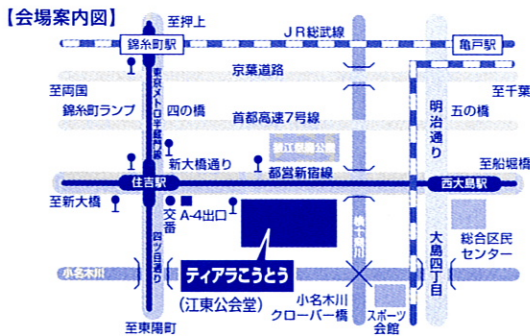 【会場案内図】
至押上
JR総武線
錦糸町駅
亀戸駅
京葉道路
至両国
至千葉
錦糸町ランプ
四の橋
首都高速7号線
五の橋
明治通り
東京メトロ半蔵門線
猿江恩賜公園
新大橋通り
都営新宿線
至船堀橋
住吉駅
西大島駅
至新大橋
交番
A-4出口
四ツ目通り
横十間川
大島四丁目
総合区民
センター
小名木川
ティアラこうとう
(江東公会堂)
小名木川
クローバー橋
スポーツ
会館
至東陽町